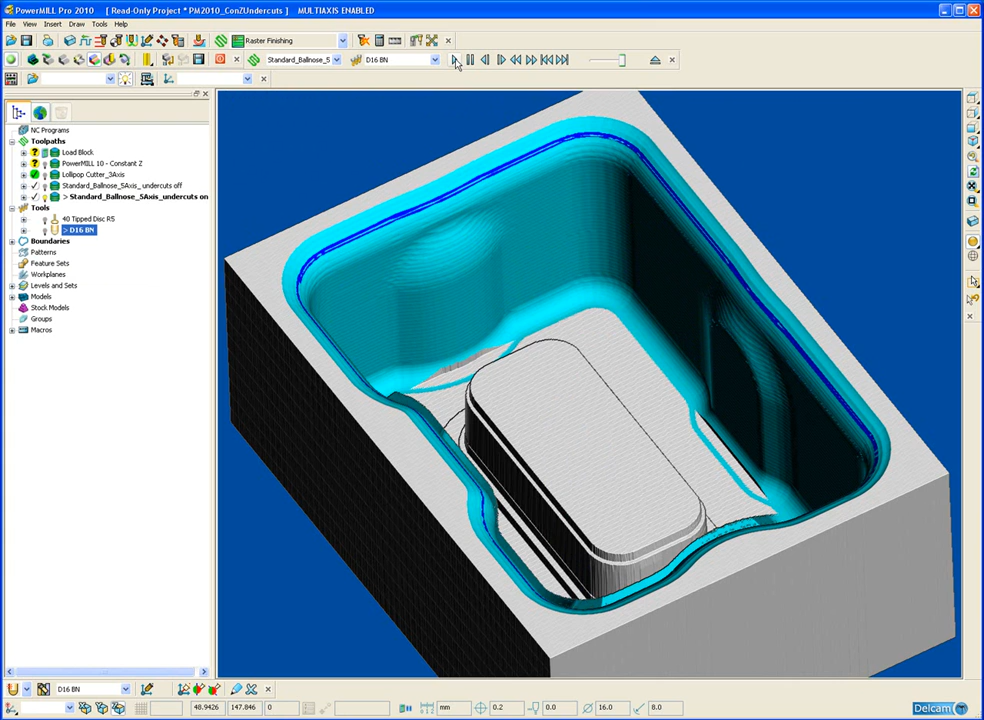 PowerMILL Pro 2010 [ Read-Only Project * PM2010_ConZUndercuts ] MULTIAXIS ENABLED
File View Insert Draw Tools Help
Raster Finishing
Standard_Ballnose_5 D16 BN
NC Programs
Toolpaths
Load Block
PowerMILL 10 - Constant Z
Lollipop Cutter_3Axis
Standard_Ballnose_5Axis_ undercuts off
> Standard_Ballnose_5Axis_undercuts on
Tools
40 Tipped Disc R5
> D16 BN
Boundaries
Patterns
Feature Sets
Workplanes
Levels and Sets
Models
Stock Models
Groups
Macros
D16 BN
48.9426 147.846 0 mm 0.2 0.0 16.0 8.0
Delcam